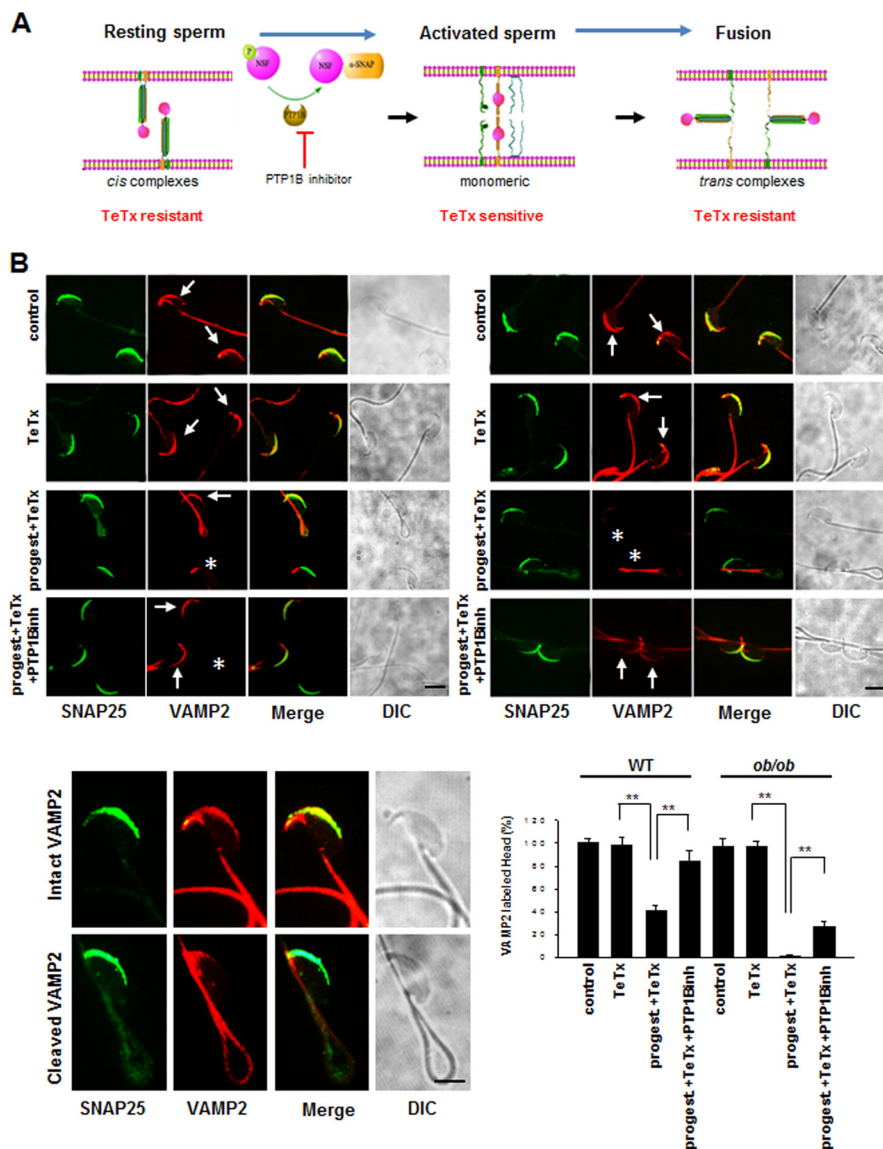 A
Resting sperm
Activated sperm
Fusion
P
NSF
NSF
α-SNAP
PTP1B
PTP1B inhibitor
cis complexes
monomeric
trans complexes
TeTx resistant
TeTx sensitive
TeTx resistant
B
control
TeTx
progest.+TeTx
progest.+TeTx
+PTP1Binh
*
*
SNAP25
VAMP2
Merge
DIC
control
TeTx
progest.+TeTx
progest.+TeTx
+PTP1Binh
*
*
SNAP25
VAMP2
Merge
DIC
Intact VAMP2
Cleaved VAMP2
SNAP25
VAMP2
Merge
DIC
WT
ob/ob
**
**
**
**
VAMP2 labeled Head (%)
120
100
80
60
40
20
0
control
TeTx
progest.+TeTx
progest.+TeTx+PTP1Binh
control
TeTx
progest.+TeTx
progest.+TeTx+PTP1Binh